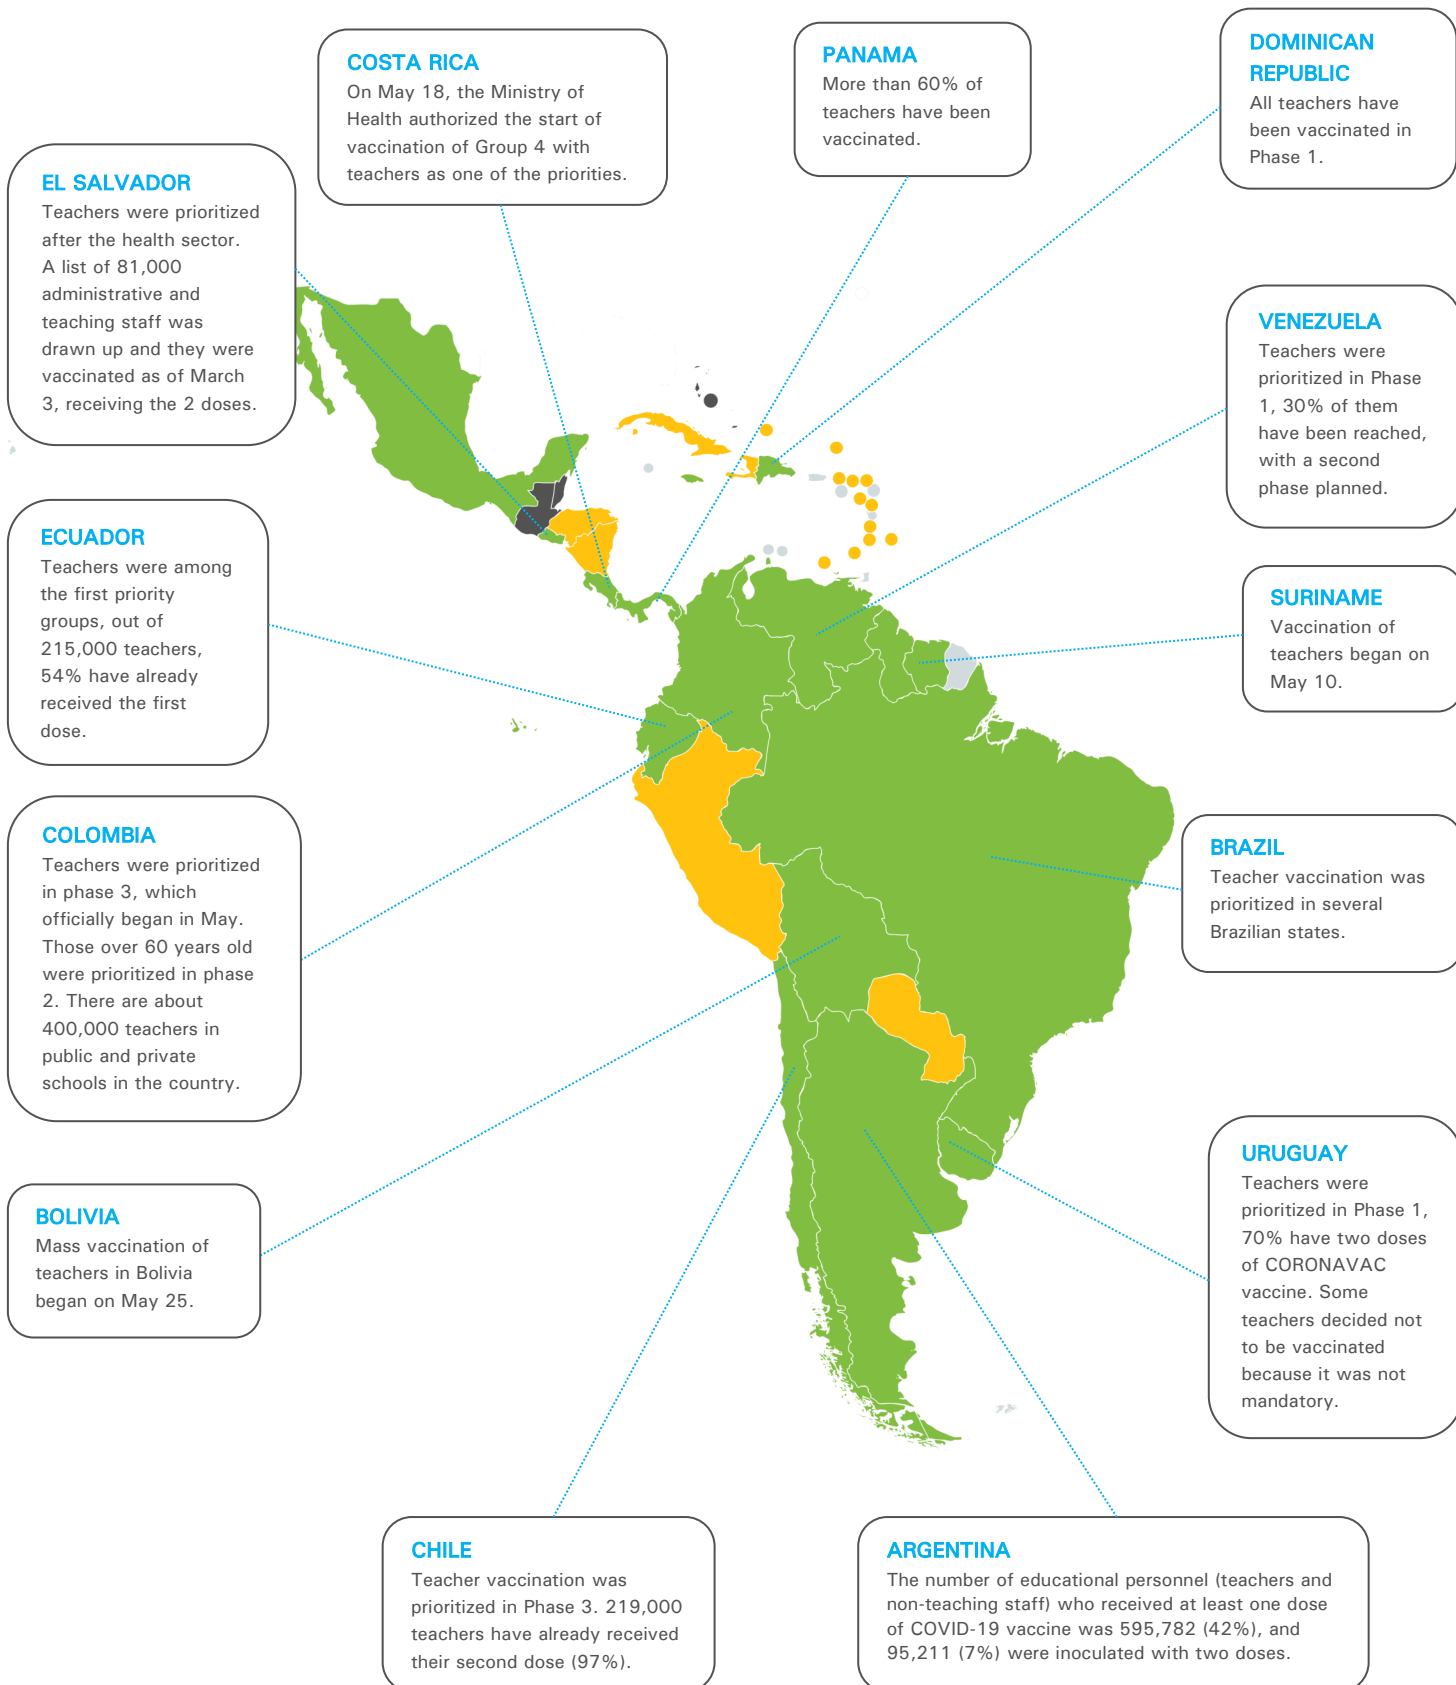 COSTA RICA
On May 18, the Ministry of
Health authorized the start of
vaccination of Group 4 with
teachers as one of the priorities.
PANAMA
More than 60% of
teachers have been
vaccinated.
DOMINICAN
REPUBLIC
All teachers have
been vaccinated in
Phase 1.
EL SALVADOR
Teachers were prioritized
after the health sector.
A list of 81,000
administrative and
teaching staff was
drawn up and they were
vaccinated as of March
3, receiving the 2 doses.
VENEZUELA
Teachers were
prioritized in Phase
1, 30% of them
have been reached,
with a second
phase planned.
ECUADOR
Teachers were among
the first priority
groups, out of
215,000 teachers,
54% have already
received the first
dose.
SURINAME
Vaccination of
teachers began on
May 10.
COLOMBIA
Teachers were prioritized
in phase 3, which
officially began in May.
Those over 60 years old
were prioritized in phase
2. There are about
400,000 teachers in
public and private
schools in the country.
BRAZIL
Teacher vaccination was
prioritized in several
Brazilian states.
BOLIVIA
Mass vaccination of
teachers in Bolivia
began on May 25.
URUGUAY
Teachers were
prioritized in Phase 1,
70% have two doses
of CORONAVAC
vaccine. Some
teachers decided not
to be vaccinated
because it was not
mandatory.
CHILE
Teacher vaccination was
prioritized in Phase 3. 219,000
teachers have already received
their second dose (97%).
ARGENTINA
The number of educational personnel (teachers and
non-teaching staff) who received at least one dose
of COVID-19 vaccine was 595,782 (42%), and
95,211 (7%) were inoculated with two doses.